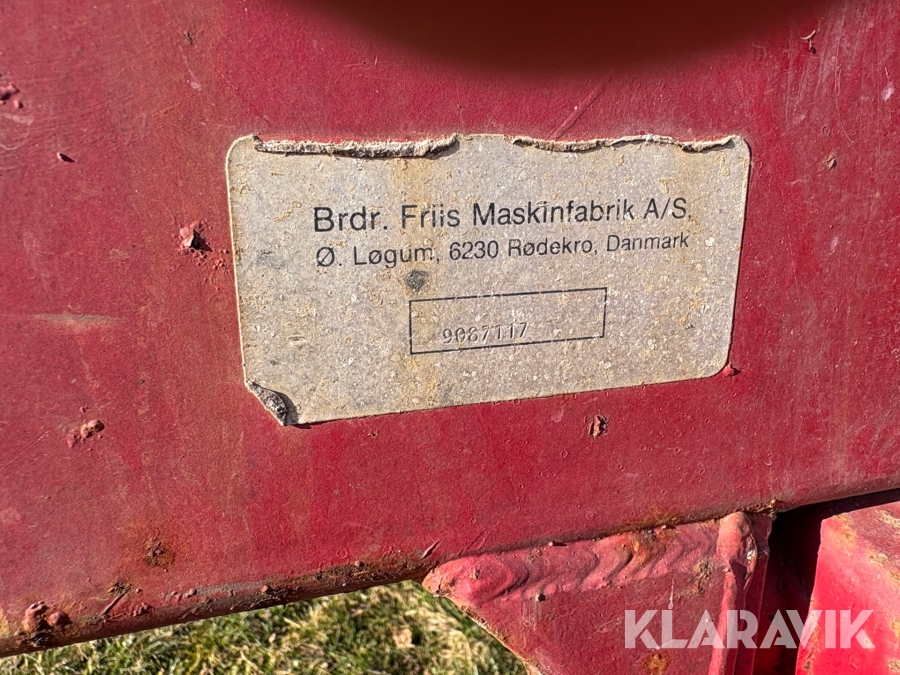 Brdr. Friis Maskinfabrik A/S,
Ø. Løgum, 6230 Rødekro, Danmark
9087117
KLARAVIK